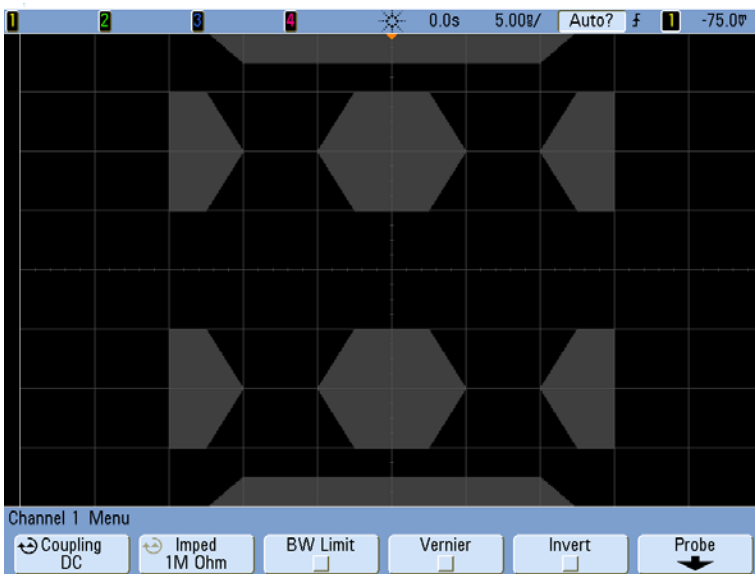 1 2 3 4 0.0s 5.00s/ Auto? 1 -75.0V
Channel 1 Menu
Coupling Imped BW Limit Vernier Invert Probe
DC 1M Ohm